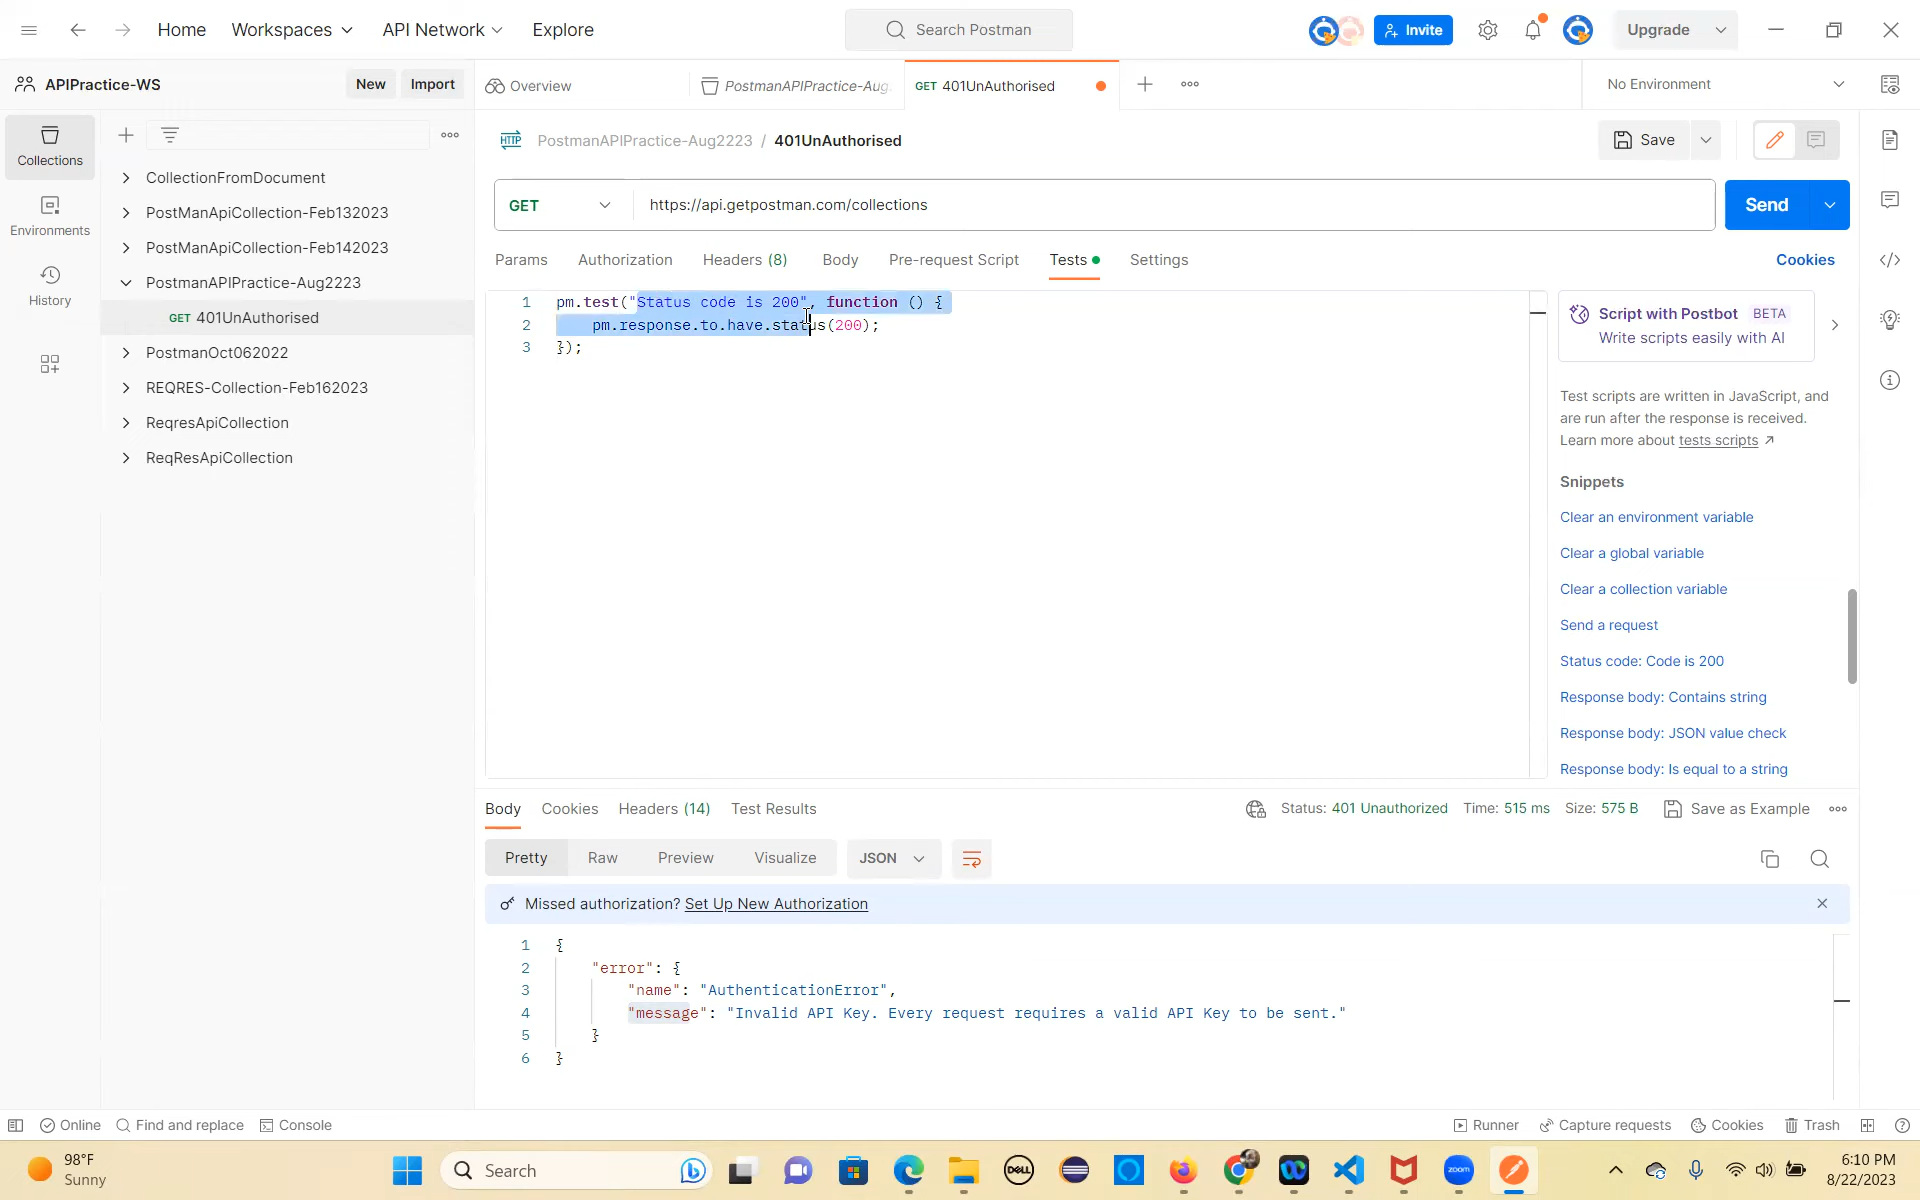 Home
Workspaces
API Network
Explore
Search Postman
Invite
Upgrade
APIPractice-WS
New
Import
Overview
PostmanAPIPractice-Aug
GET 401UnAuthorised
No Environment
Collections
Environments
History
CollectionFromDocument
PostManApiCollection-Feb132023
PostManApiCollection-Feb142023
PostmanAPIPractice-Aug2223
GET 401UnAuthorised
PostmanOct062022
REQRES-Collection-Feb162023
ReqresApiCollection
ReqResApiCollection
HTTP PostmanAPIPractice-Aug2223 / 401UnAuthorised
Save
GET
https://api.getpostman.com/collections
Send
Params
Authorization
Headers (8)
Body
Pre-request Script
Tests
Settings
Cookies
1 pm.test("Status code is 200", function () {
2 pm.response.to.have.status(200);
3 });
Script with Postbot BETA
Write scripts easily with AI
Test scripts are written in JavaScript, and
are run after the response is received.
Learn more about tests scripts ↗
Snippets
Clear an environment variable
Clear a global variable
Clear a collection variable
Send a request
Status code: Code is 200
Response body: Contains string
Response body: JSON value check
Response body: Is equal to a string
Body
Cookies
Headers (14)
Test Results
Status: 401 Unauthorized
Time: 515 ms
Size: 575 B
Save as Example
Pretty
Raw
Preview
Visualize
JSON
Missed authorization? Set Up New Authorization
1 {
2 "error": {
3 "name": "AuthenticationError",
4 "message": "Invalid API Key. Every request requires a valid API Key to be sent."
5 }
6 }
Online
Find and replace
Console
Runner
Capture requests
Cookies
Trash
98°F
Sunny
Search
DELL
zoom
6:10 PM
8/22/2023